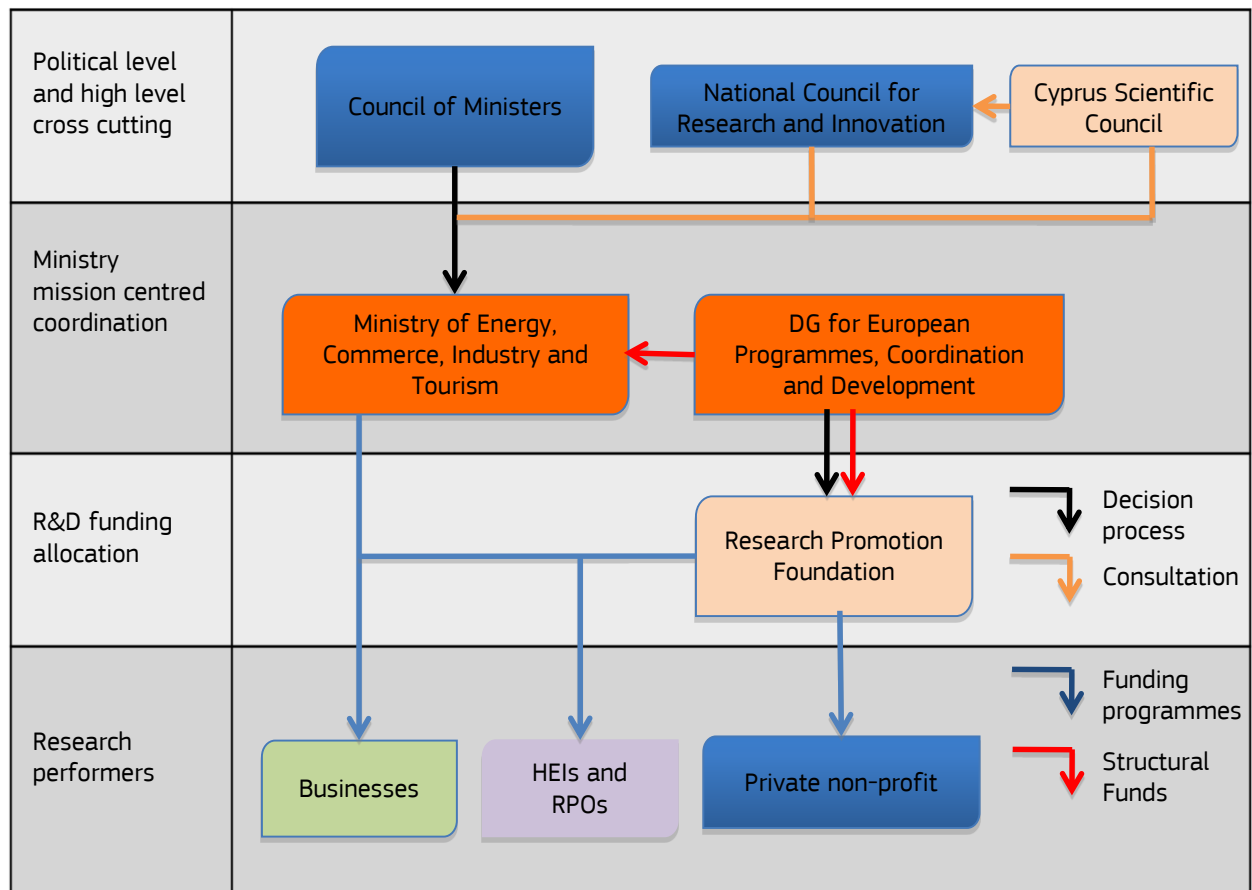 Political level
and high level
cross cutting
Council of Ministers
National Council for
Research and Innovation
Cyprus Scientific
Council
Ministry
mission centred
coordination
Ministry of Energy,
Commerce, Industry and
Tourism
DG for European
Programmes, Coordination
and Development
R&D funding
allocation
Research Promotion
Foundation
Decision
process
Consultation
Research
performers
Businesses
HEIs and
RPOs
Private non-profit
Funding
programmes
Structural
Funds